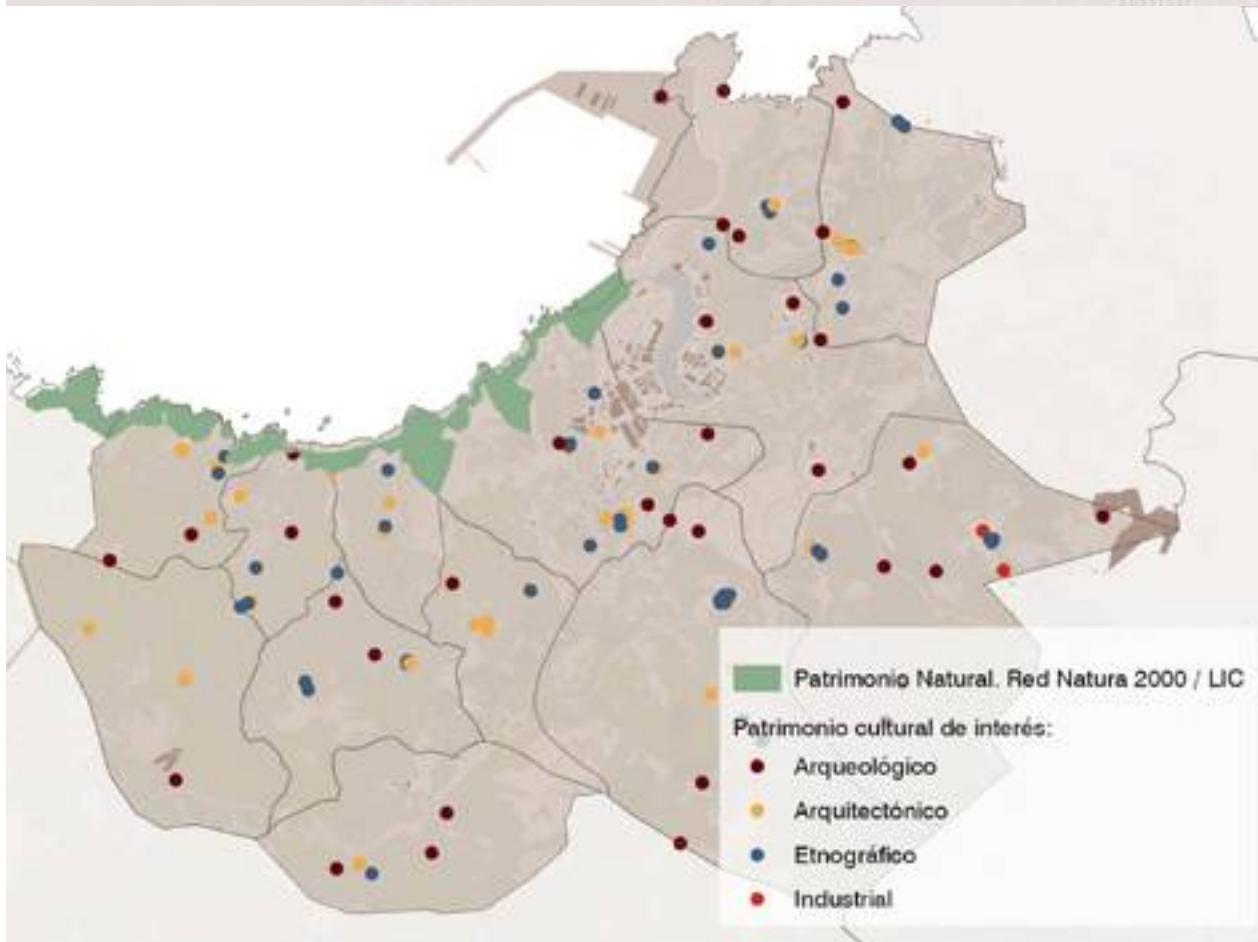 Patrimonio Natural. Red Natura 2000 / LIC
Patrimonio cultural de interés:
Arqueológico
Arquitectónico
Etnográfico
Industrial